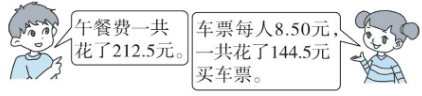 午餐费一共
花了212.5元。
车票每人8.50元，
一共花了144.5元
买车票。